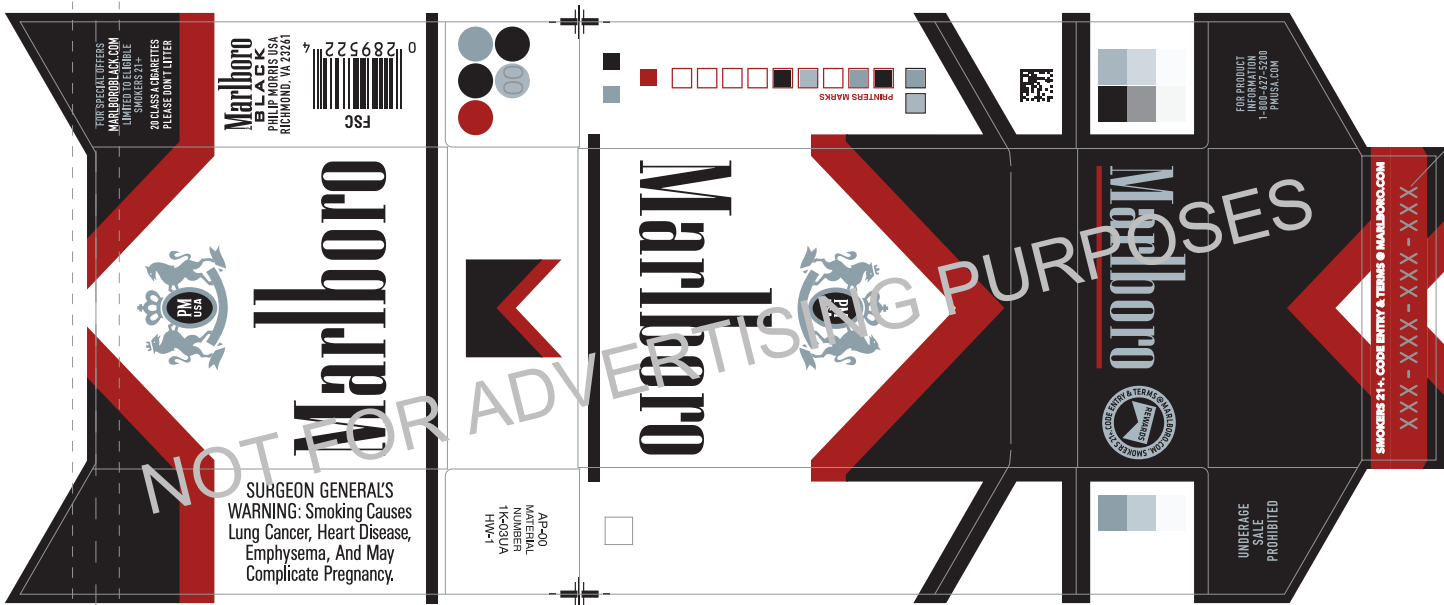 FOR SPECIAL OFFERS
MARLBOROBLACK.COM
LIMITED TO ELIGIBLE
SMOKERS 21+
20 CLASS A CIGARETTES
PLEASE DON'T LITTER
Marlboro
BLACK
PHILIP MORRIS USA
RICHMOND, VA 23261
0 289522 4
FSC
Marlboro
PM
USA
SURGEON GENERAL'S
WARNING: Smoking Causes
Lung Cancer, Heart Disease,
Emphysema, And May
Complicate Pregnancy.
00
AP-00
MATERIAL
NUMBER
1K-03UA
HW-1
PRINTERS MARKS
Marlboro
PM
Marlboro
SMOKERS 21+. CODE ENTRY & TERMS @ MARLBORO.COM.
REWARDS
FOR PRODUCT
INFORMATION
1-800-627-5200
PMUSA.COM
UNDERAGE
SALE
PROHIBITED
SMOKERS 21+. CODE ENTRY & TERMS @ MARLBORO.COM
XXX-XXX-XXX-XXX-XXX
NOT FOR ADVERTISING PURPOSES